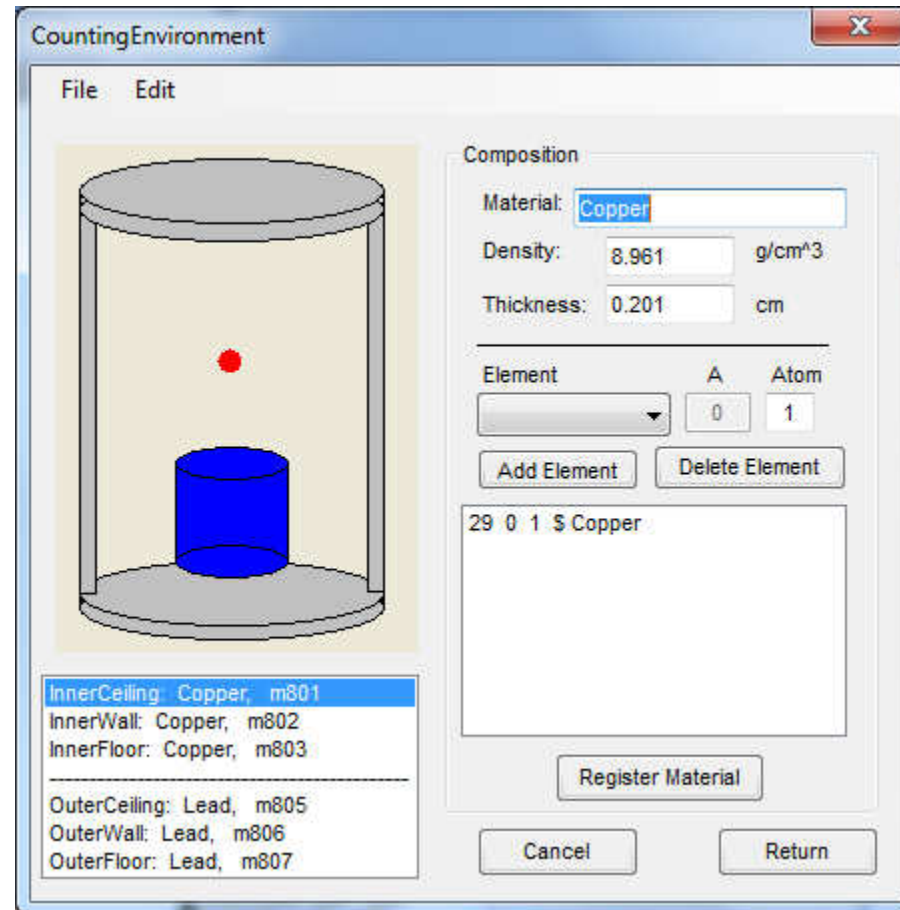 CountingEnvironment
File Edit
Composition
Material: Copper
Density: 8.961 g/cm^3
Thickness: 0.201 cm
Element A Atom
0 1
Add Element Delete Element
29 0 1 $ Copper
InnerCeiling: Copper, m801
InnerWall: Copper, m802
InnerFloor: Copper, m803
--------------------------------------------
OuterCeiling: Lead, m805
OuterWall: Lead, m806
OuterFloor: Lead, m807
Register Material
Cancel Return